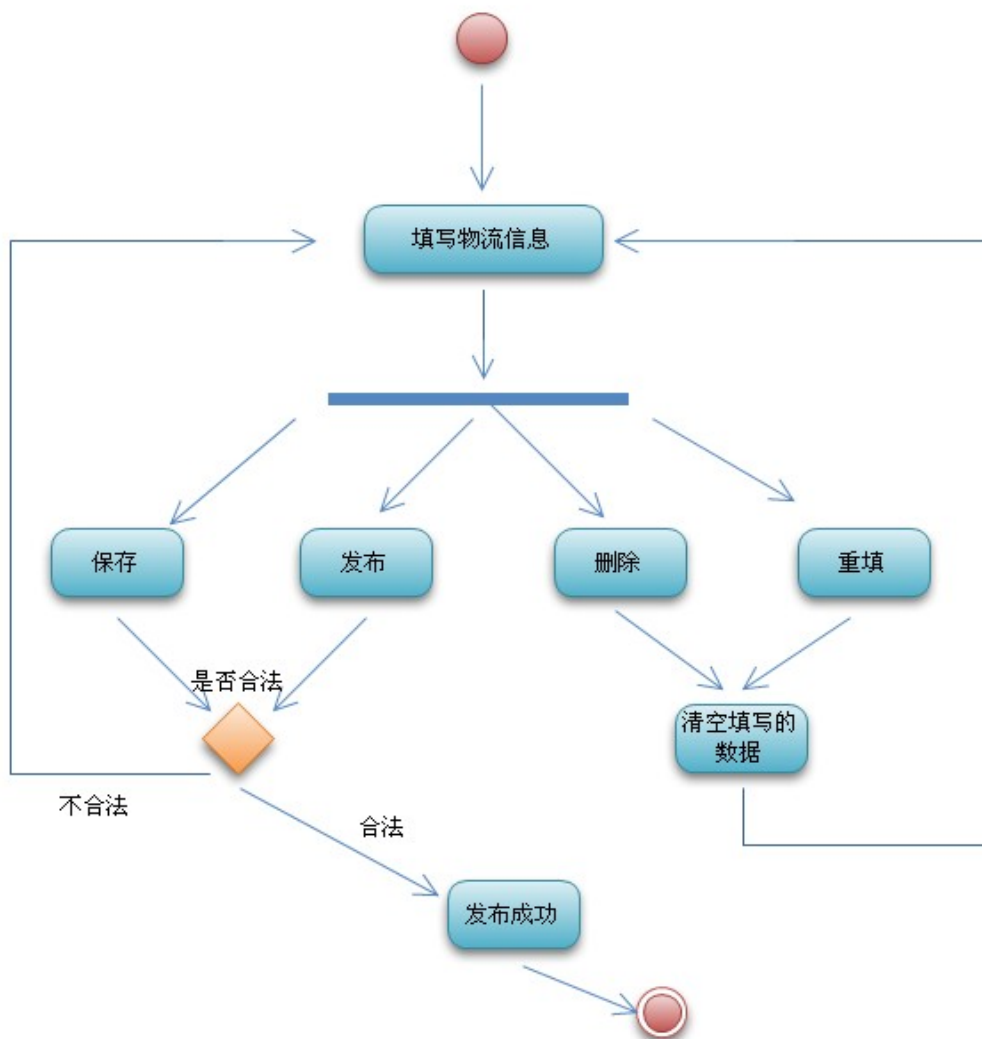 填写物流信息
保存
发布
删除
重填
是否合法
清空填写的
数据
不合法
合法
发布成功